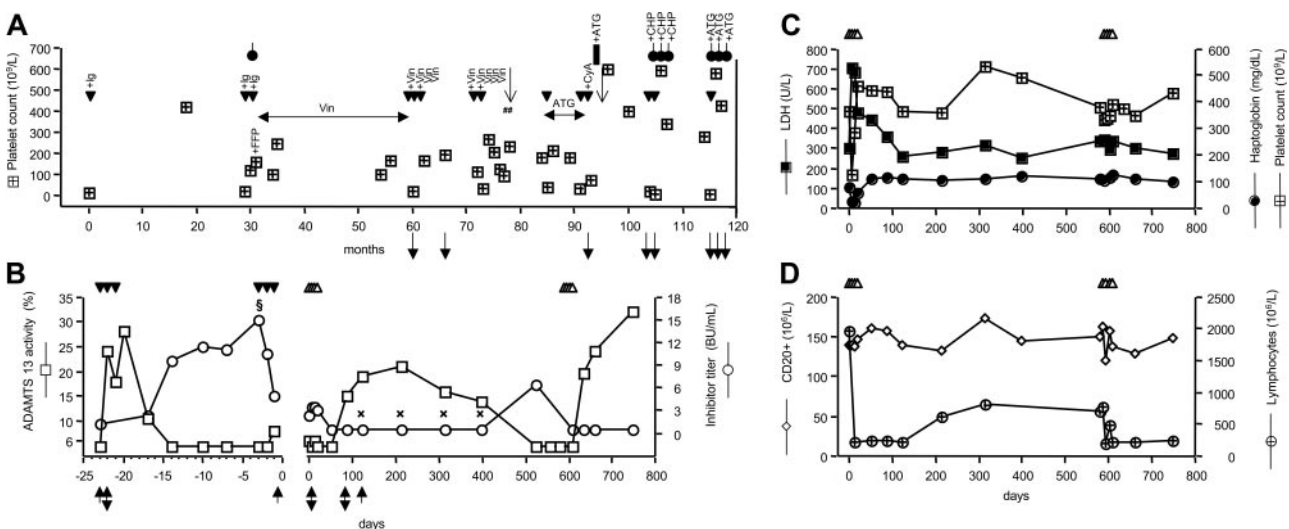 A
+Ig
+Ig
+Ig
+FFP
Vin
+Vin
+Vin
Vin
Vin
+Vin
+Vin
Vin
Vin
Vin
##
ATG
+CyA
+ATG
+CHP
+CHP
+CHP
+ATG
+ATG
+ATG
Platelet count (10⁹/L)
700
600
500
400
300
200
100
0
0 10 20 30 40 50 60 70 80 90 100 110 120
months
B
ADAMTS 13 activity (%)
35
30
25
20
15
10
6
§
× × × ×
18
15
12
9
6
3
0
Inhibitor titer (BU/mL)
-25 -20 -15 -10 -5 0
0 100 200 300 400 500 600 700 800
days
C
LDH (U/L)
800
700
600
500
400
300
200
100
0
600
500
400
300
200
100
0
Haptoglobin (mg/dL)
Platelet count (10⁹/L)
0 100 200 300 400 500 600 700 800
D
CD20+ (10⁶/L)
200
150
100
50
0
2500
2000
1500
1000
500
0
Lymphocytes (10⁶/L)
0 100 200 300 400 500 600 700 800
days